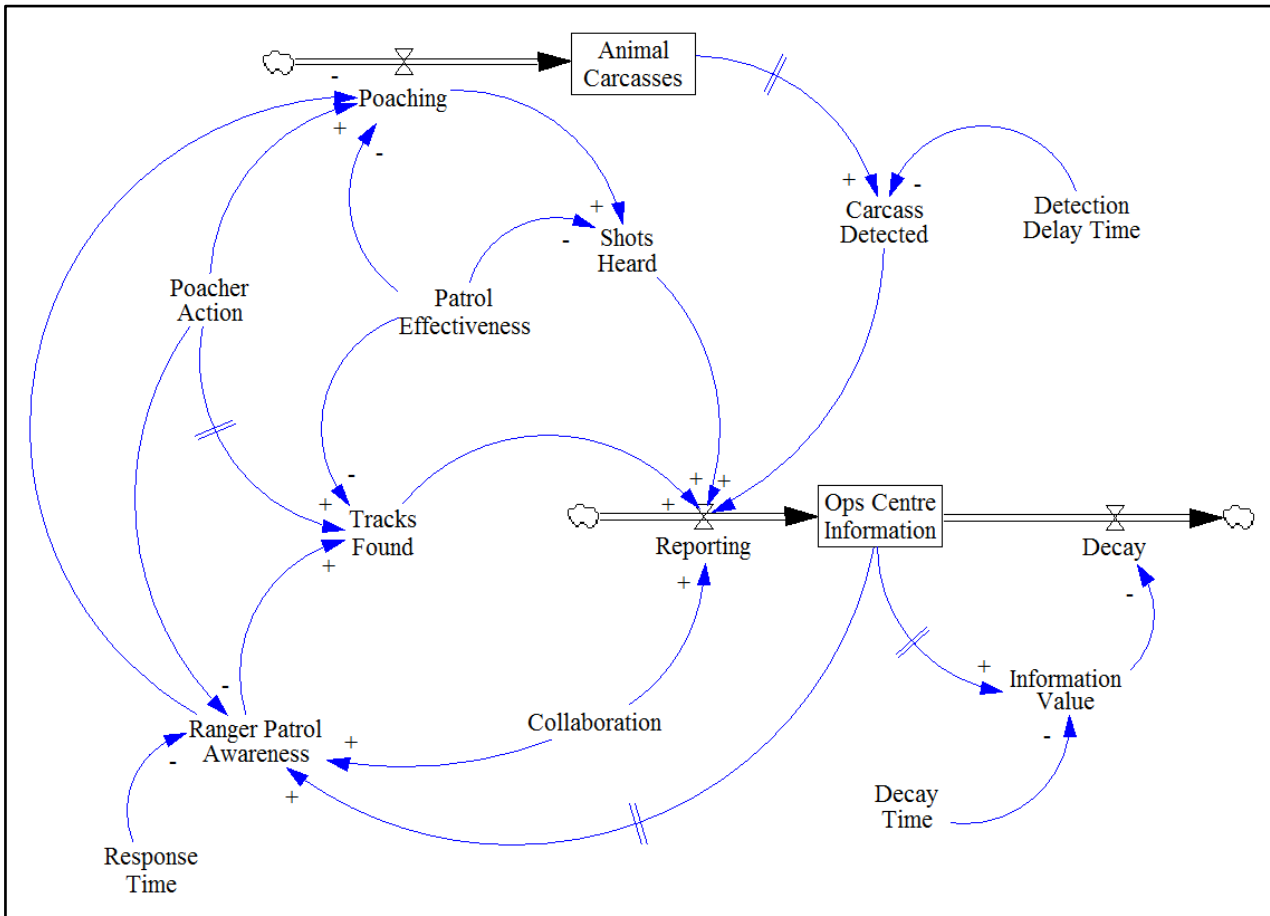 Animal
Carcasses
-
Poaching
+
-
+
-
Shots
Heard
+
-
Carcass
Detected
Detection
Delay Time
Poacher
Action
Patrol
Effectiveness
-
+
Tracks
Found
+
+
+
+
Reporting
+
Ops Centre
Information
Decay
-
+
Information
Value
-
-
Ranger Patrol
Awareness
-
+
+
Collaboration
Decay
Time
Response
Time